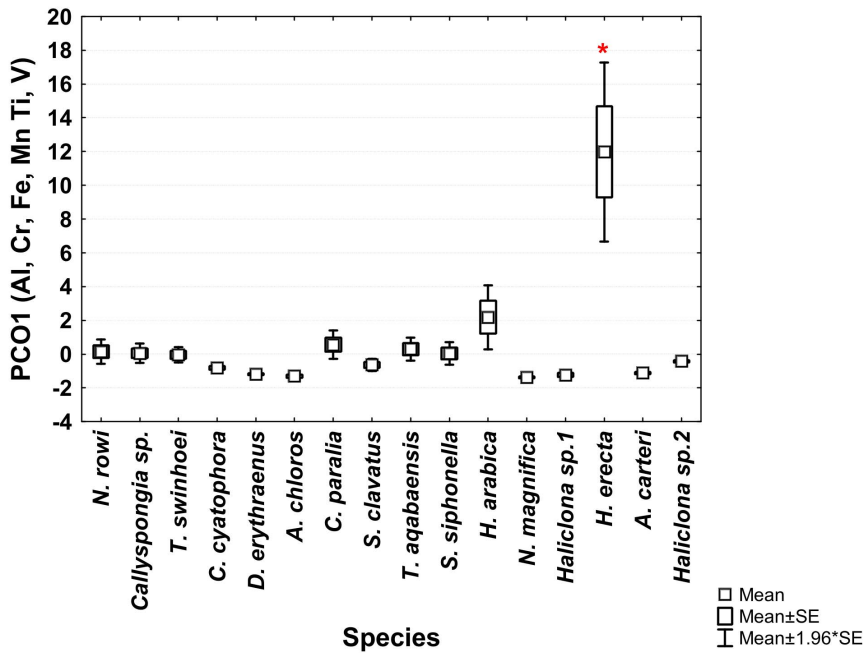 PCO1 (Al, Cr, Fe, Mn Ti, V)
20
18
16
14
12
10
8
6
4
2
0
-2
-4
*
N. rowi
Callyspongia sp.
T. swinhoei
C. cyatophora
D. erythraenus
A. chloros
C. paralia
S. clavatus
T. aqabaensis
S. siphonella
H. arabica
N. magnifica
Haliclona sp.1
H. erecta
A. carteri
Haliclona sp.2
Species
Mean
Mean±SE
Mean±1.96*SE